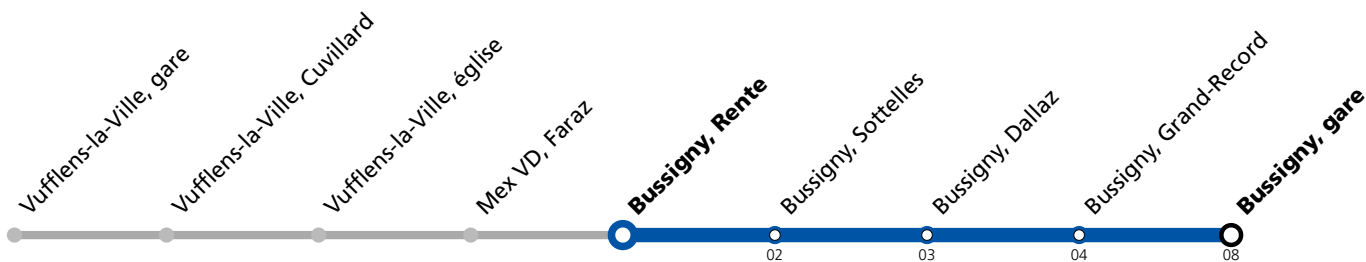 Vufflens-la-Ville, gare
Vufflens-la-Ville, Cuvillard
Vufflens-la-Ville, église
Mex VD, Faraz
Bussigny, Rente
Bussigny, Sottelles
Bussigny, Dallaz
Bussigny, Grand-Record
Bussigny, gare
02
03
04
08